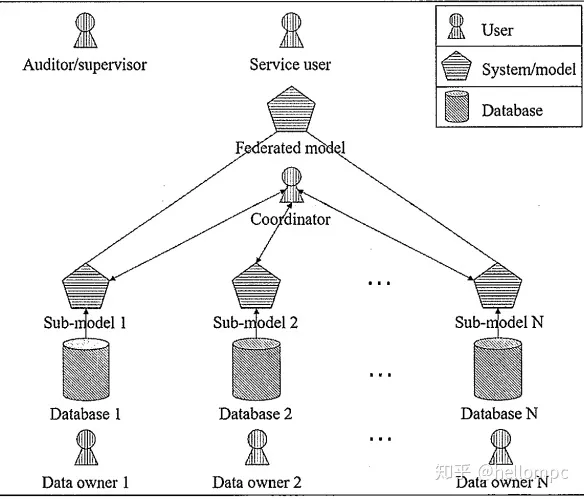 Auditor/supervisor
Service user
User
System/model
Database
Federated model
Coordinator
...
Sub-model 1
Sub-model 2
Sub-model N
Database 1
Database 2
...
Database N
...
Data owner 1
Data owner 2
Data owner N
知乎 @hellompc